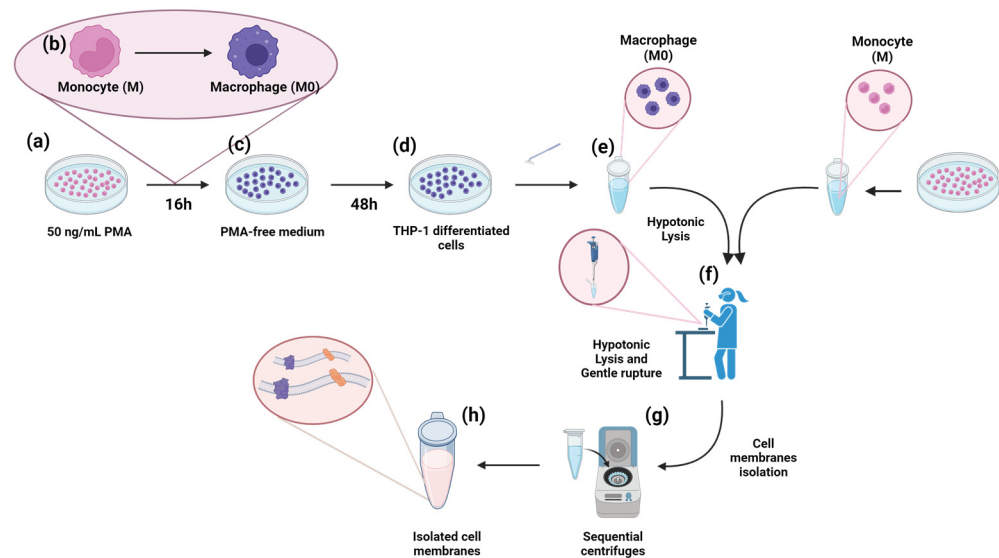 (b)
Monocyte (M)
Macrophage (M0)
Macrophage
(M0)
Monocyte
(M)
(a)
(c)
(d)
(e)
16h
48h
50 ng/mL PMA
PMA-free medium
THP-1 differentiated
cells
Hypotonic
Lysis
(f)
Hypotonic
Lysis and
Gentle rupture
(h)
(g)
Cell
membranes
isolation
Isolated cell
membranes
Sequential
centrifuges